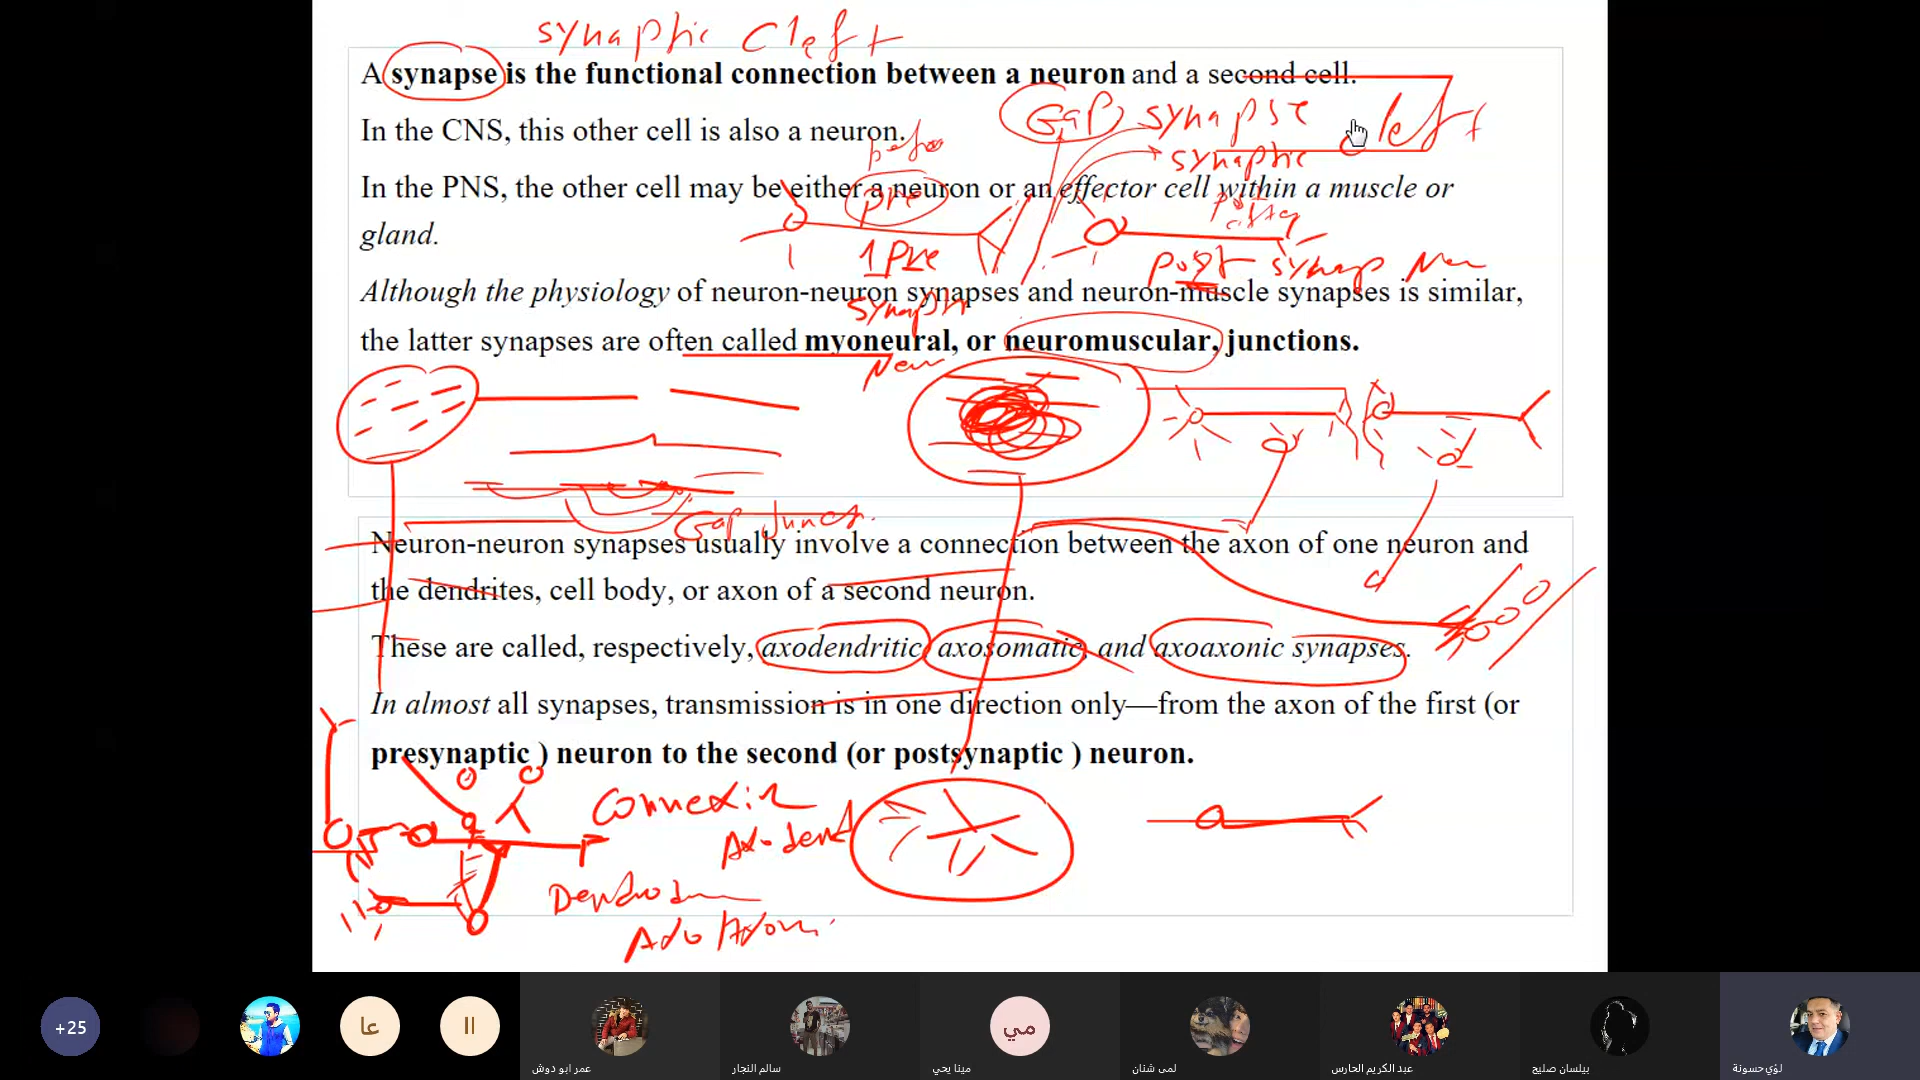 synaptic cleft
A synapse is the functional connection between a neuron and a second cell.
Gap synapse cleft
In the CNS, this other cell is also a neuron.
synaptic
In the PNS, the other cell may be either a neuron or an effector cell within a muscle or
pre
gland.
1 pre
post synap
Although the physiology of neuron-neuron synapses and neuron-muscle synapses is similar,
the latter synapses are often called myoneural, or neuromuscular, junctions.
Gap Junct.
Neuron-neuron synapses usually involve a connection between the axon of one neuron and
the dendrites, cell body, or axon of a second neuron.
These are called, respectively, axodendritic, axosomatic, and axoaxonic synapses.
In almost all synapses, transmission is in one direction only—from the axon of the first (or
presynaptic ) neuron to the second (or postsynaptic ) neuron.
+25
عا
اا
مي
عمر ابو دوش
سالم النجار
مينا يحي
لمى شنان
عبد الكريم الحارس
بيلسان صليح
لؤي حسونة